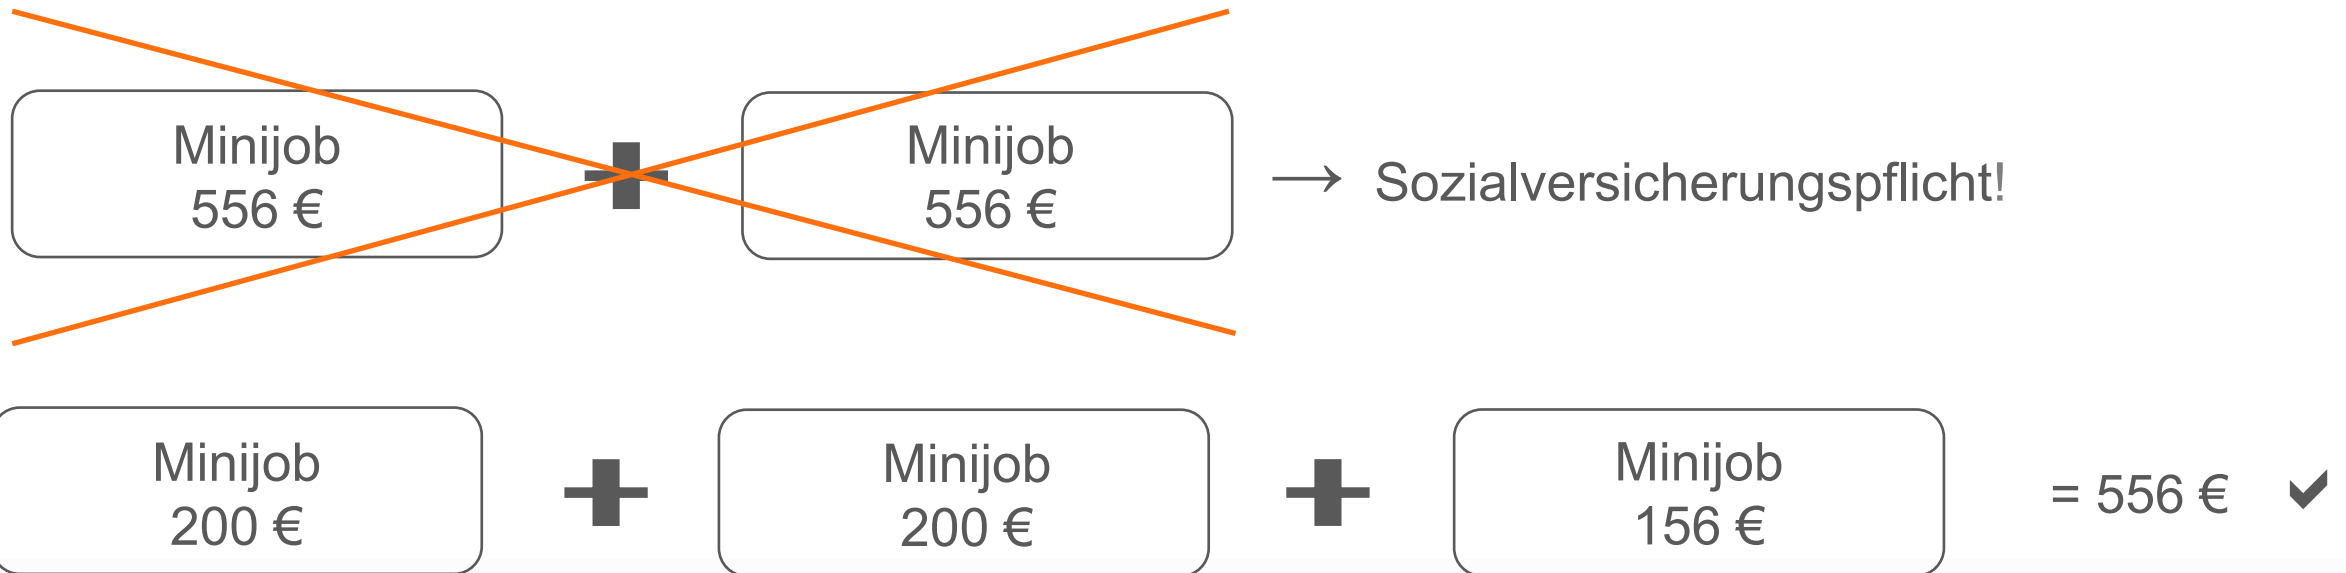 Minijob
556 €
Minijob
556 €
→ Sozialversicherungspflicht!
Minijob
200 €
Minijob
200 €
Minijob
156 €
= 556 €